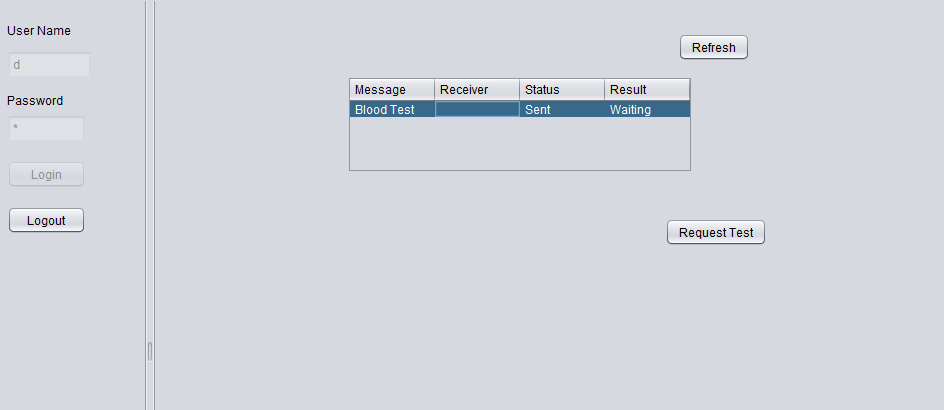 User Name
d
Password
*
Login
Logout
Refresh
Message Receiver Status Result
Blood Test Sent Waiting
Request Test